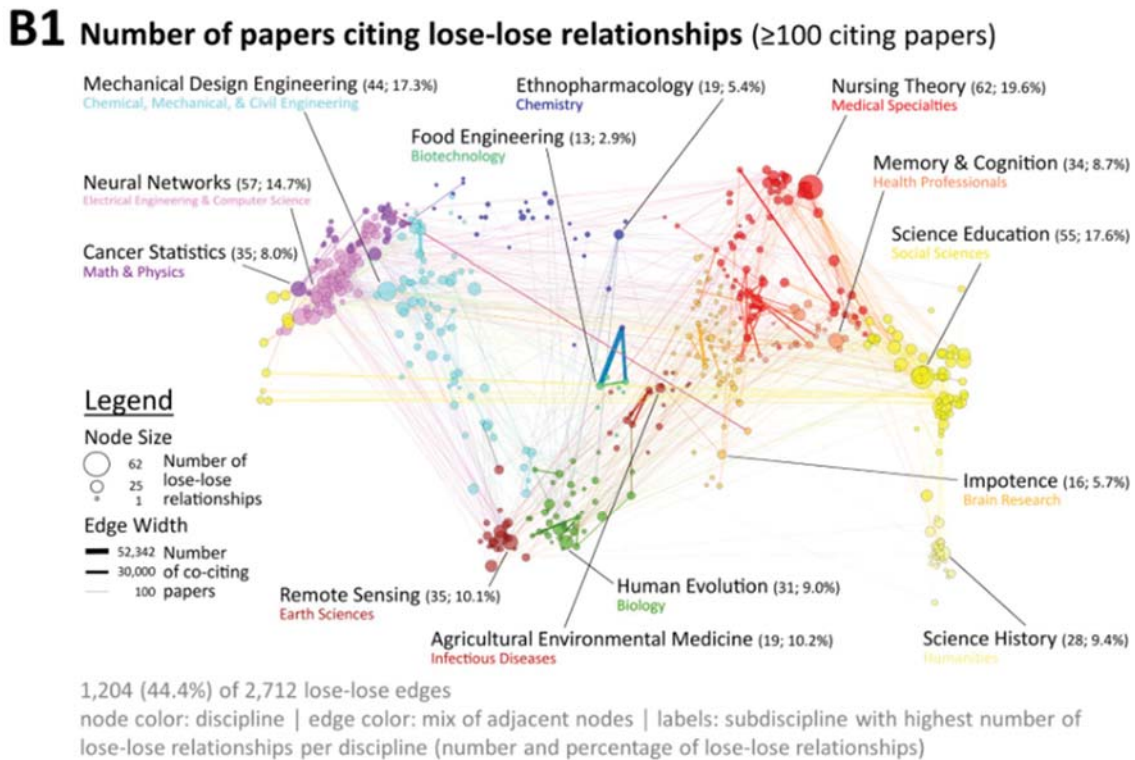 B1 Number of papers citing lose-lose relationships (≥100 citing papers)
Mechanical Design Engineering (44; 17.3%)
Chemical, Mechanical, & Civil Engineering
Ethnopharmacology (19; 5.4%)
Chemistry
Nursing Theory (62; 19.6%)
Medical Specialties
Food Engineering (13; 2.9%)
Biotechnology
Memory & Cognition (34; 8.7%)
Health Professionals
Neural Networks (57; 14.7%)
Electrical Engineering & Computer Science
Science Education (55; 17.6%)
Social Sciences
Cancer Statistics (35; 8.0%)
Math & Physics
Legend
Node Size
62 Number of
25 lose-lose
1 relationships
Edge Width
52,342 Number
30,000 of co-citing
100 papers
Impotence (16; 5.7%)
Brain Research
Remote Sensing (35; 10.1%)
Earth Sciences
Human Evolution (31; 9.0%)
Biology
Agricultural Environmental Medicine (19; 10.2%)
Infectious Diseases
Science History (28; 9.4%)
Humanities
1,204 (44.4%) of 2,712 lose-lose edges
node color: discipline | edge color: mix of adjacent nodes | labels: subdiscipline with highest number of
lose-lose relationships per discipline (number and percentage of lose-lose relationships)